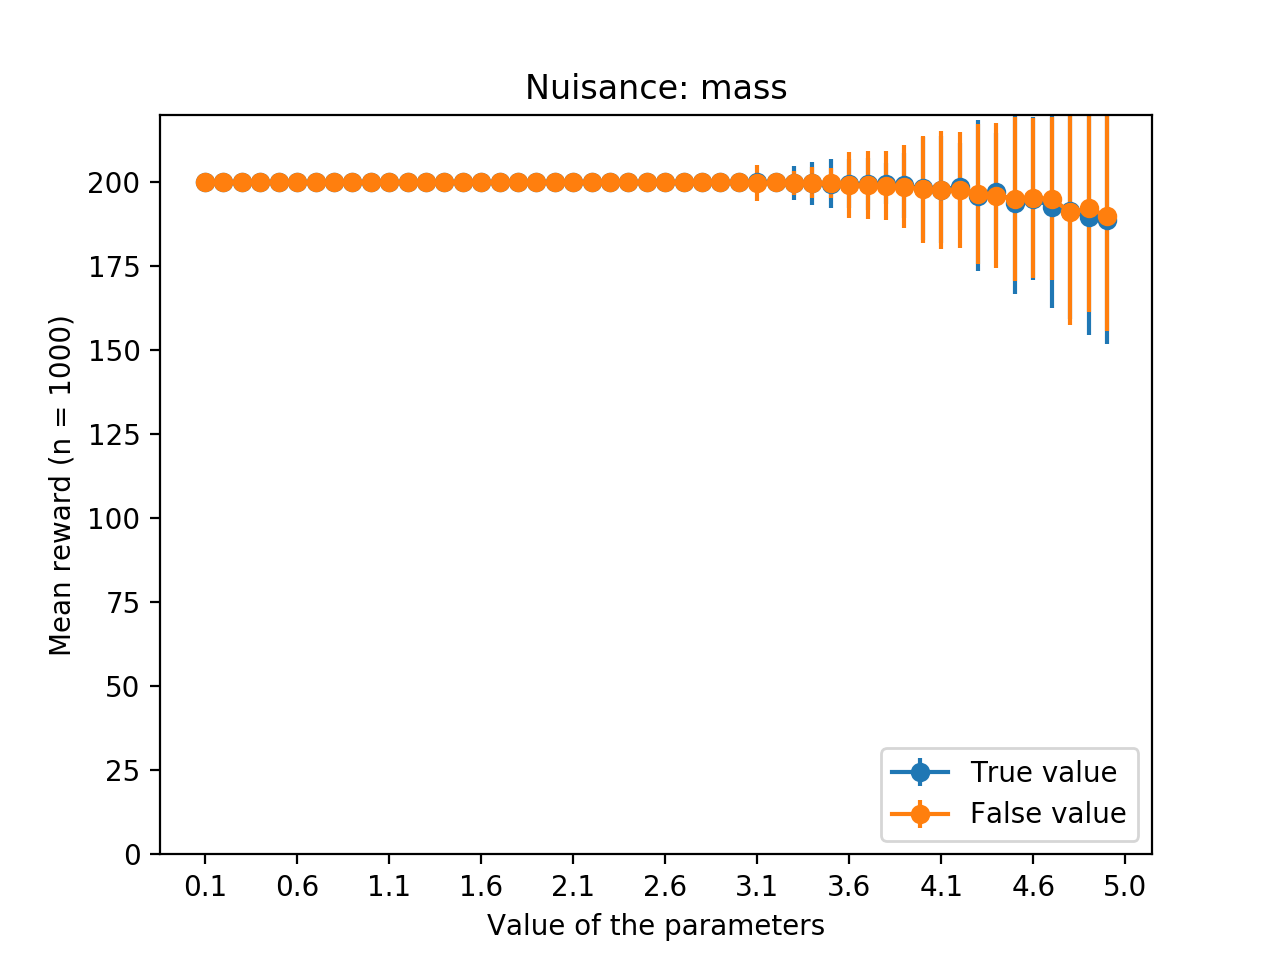 Nuisance: mass
Mean reward (n = 1000)
200
175
150
125
100
75
50
25
0
True value
False value
0.1 0.6 1.1 1.6 2.1 2.6 3.1 3.6 4.1 4.6 5.0
Value of the parameters